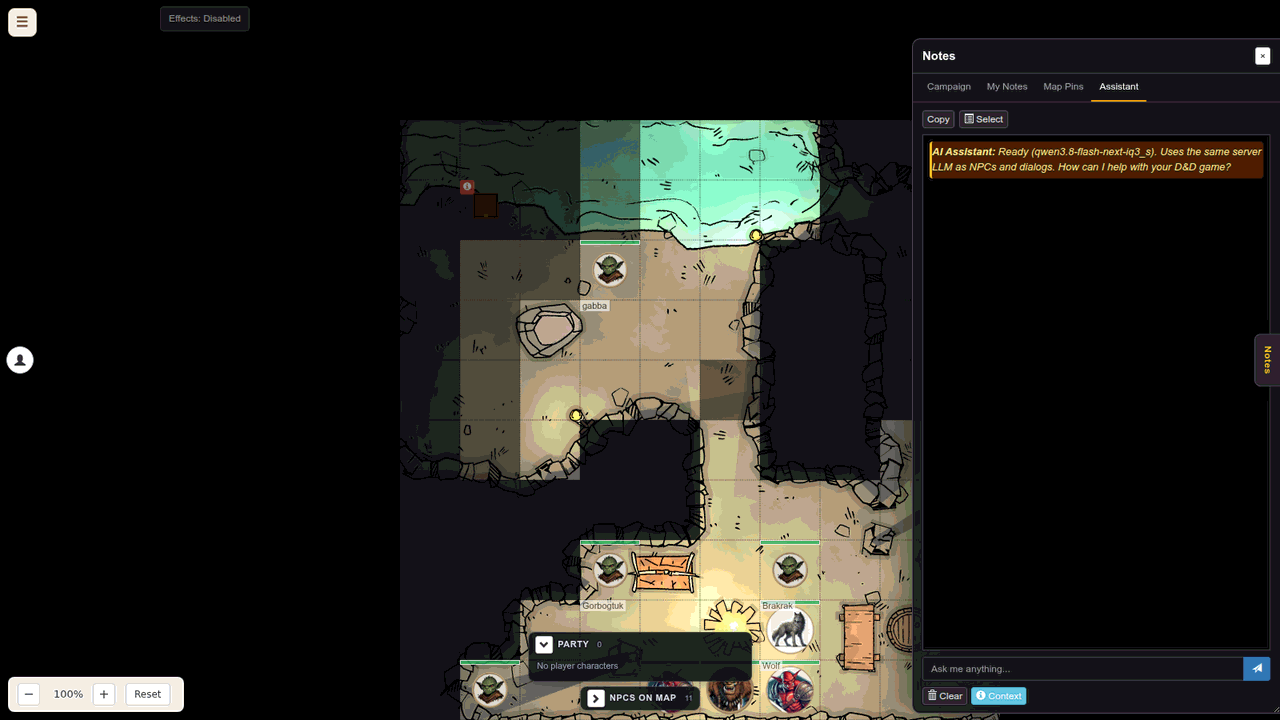 Effects: Disabled
Notes
×
Campaign
My Notes
Map Pins
Assistant
Copy
Select
AI Assistant: Ready (qwen3.8-flash-next-iq3_s). Uses the same server
LLM as NPCs and dialogs. How can I help with your D&D game?
gabba
Notes
Gorbogtuk
Brakrak
PARTY 0
No player characters
Wolf
Ask me anything...
− 100% + Reset
NPCS ON MAP 11
Clear
Context